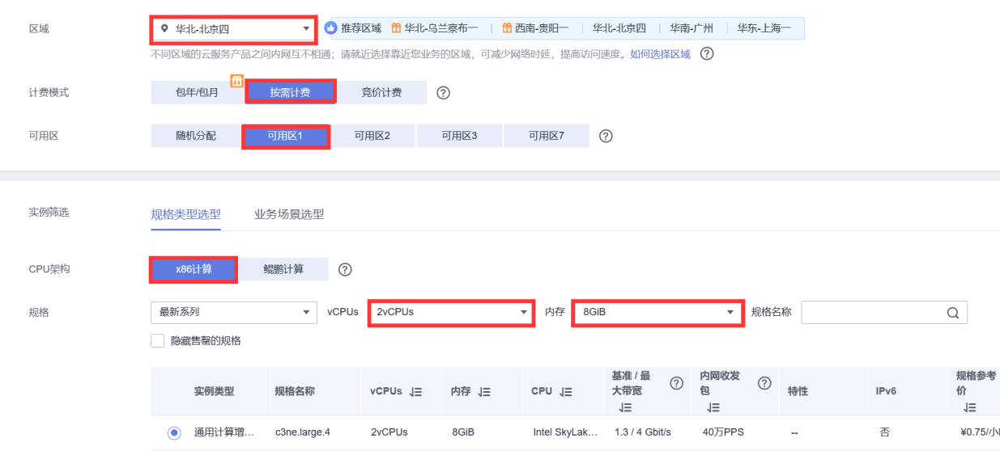 区域 华北-北京四 推荐区域 华北-乌兰察布一 西南-贵阳一 华北-北京四 华南-广州 华东-上海一
不同区域的云服务产品之间内网互不相通；请就近选择靠近您业务的区域，可减少网络时延，提高访问速度。如何选择区域 ?
计费模式 包年/包月 按需计费 竞价计费 ?
可用区 随机分配 可用区1 可用区2 可用区3 可用区7 ?
实例筛选 规格类型选型 业务场景选型
CPU架构 x86计算 鲲鹏计算 ?
规格 最新系列 vCPUs 2vCPUs 内存 8GiB 规格名称
隐藏售罄的规格
实例类型 规格名称 vCPUs 内存 CPU 基准 / 最大带宽 ? 内网收发包 ? 特性 IPv6 规格参考价
通用计算增... c3ne.large.4 2vCPUs 8GiB Intel SkyLak... 1.3 / 4 Gbit/s 40万PPS -- 否 ¥0.75/小